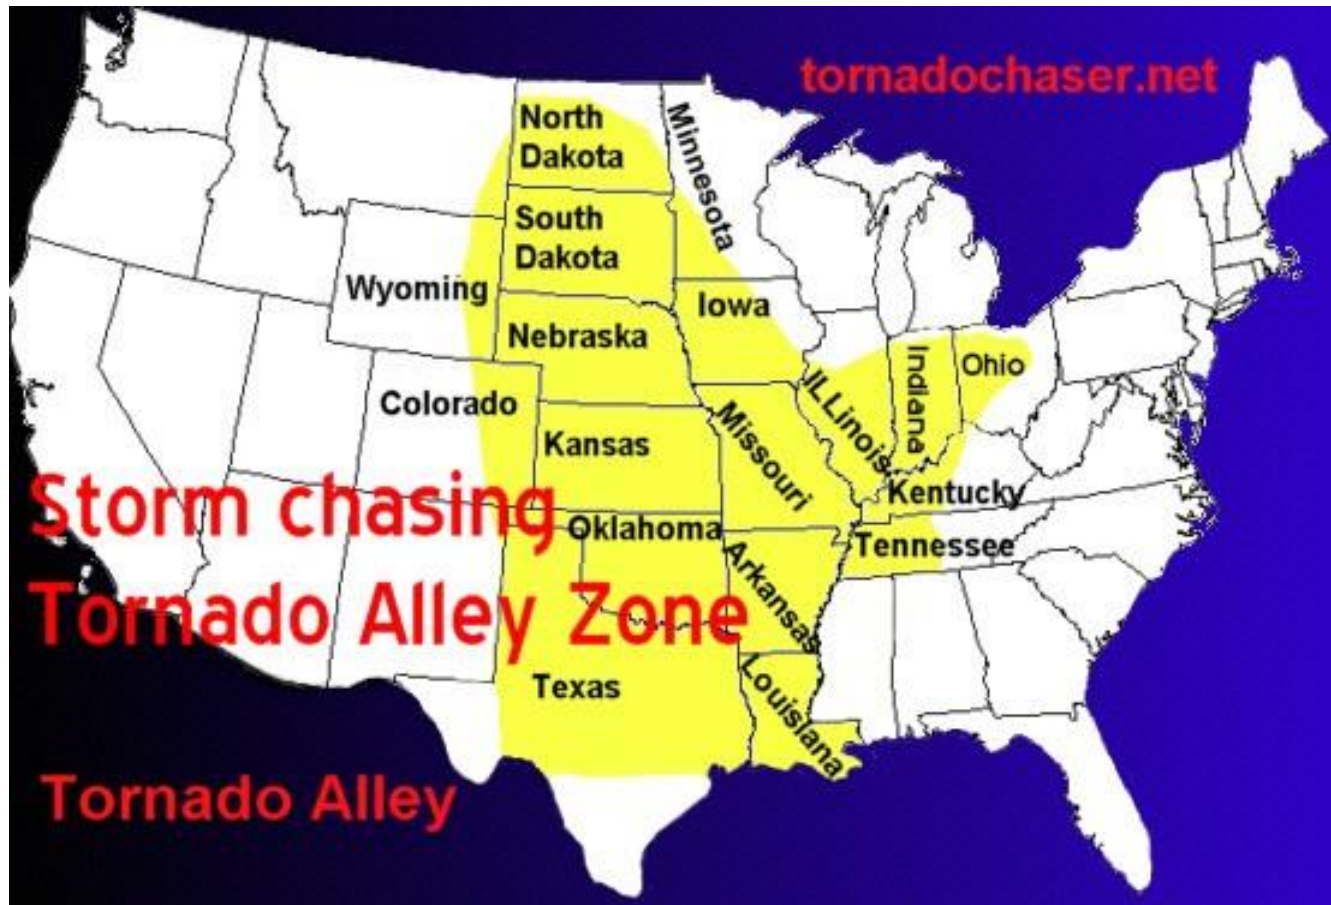 tornadochaser.net
North
Dakota
Minnesota
South
Dakota
Wyoming
Iowa
Nebraska
Indiana
Ohio
Colorado
ILLinois
Missouri
Kansas
Kentucky
Storm chasing
Oklahoma
Tennessee
Arkansas
Tornado Alley Zone
Texas
Louisiana
Tornado Alley